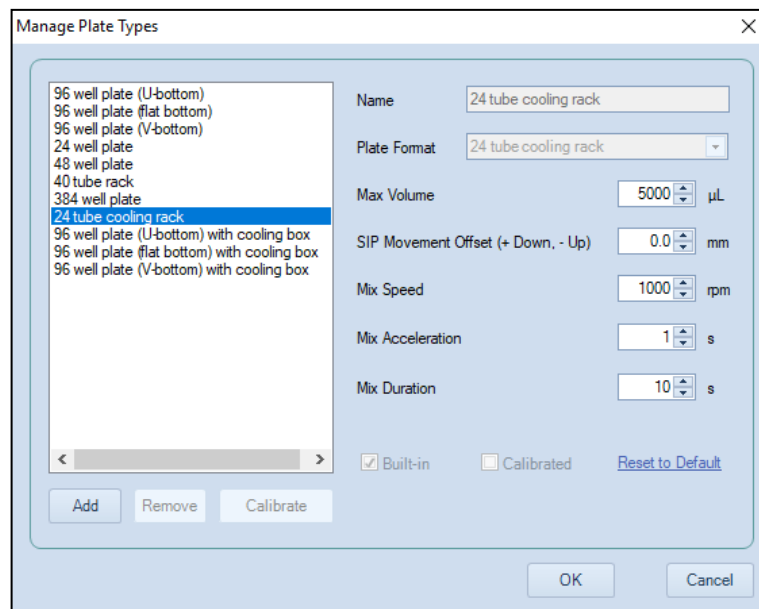 Manage Plate Types
96 well plate (U-bottom)
96 well plate (flat bottom)
96 well plate (V-bottom)
24 well plate
48 well plate
40 tube rack
384 well plate
24 tube cooling rack
96 well plate (U-bottom) with cooling box
96 well plate (flat bottom) with cooling box
96 well plate (V-bottom) with cooling box
Add Remove Calibrate
Name 24 tube cooling rack
Plate Format 24 tube cooling rack
Max Volume 5000 µL
SIP Movement Offset (+ Down, - Up) 0.0 mm
Mix Speed 1000 rpm
Mix Acceleration 1 s
Mix Duration 10 s
Built-in Calibrated Reset to Default
OK Cancel